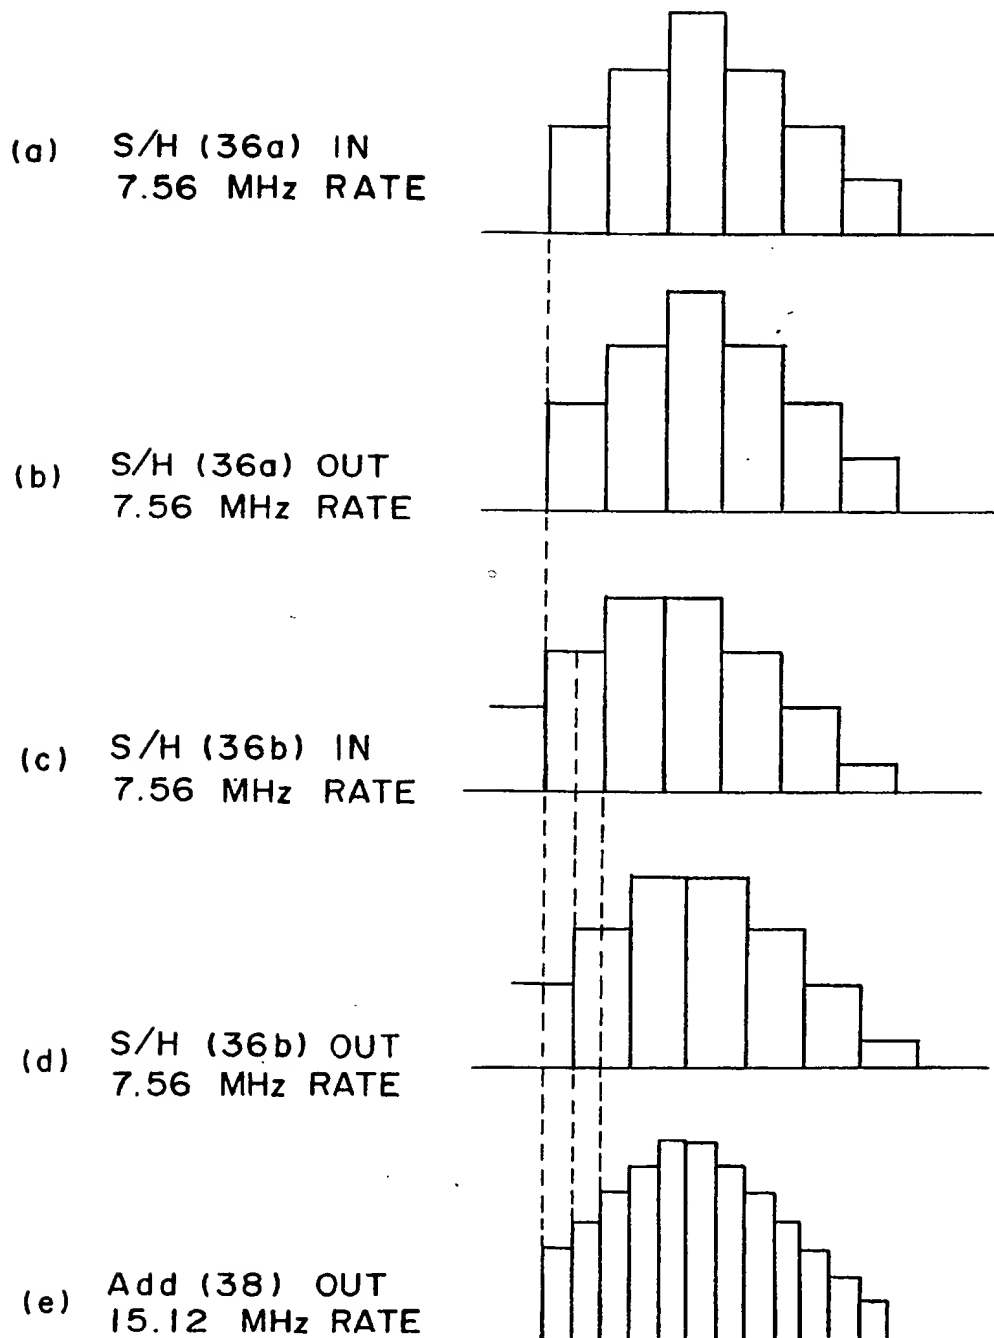 (a) S/H (36a) IN
7.56 MHz RATE
(b) S/H (36a) OUT
7.56 MHz RATE
(c) S/H (36b) IN
7.56 MHz RATE
(d) S/H (36b) OUT
7.56 MHz RATE
(e) Add (38) OUT
15.12 MHz RATE